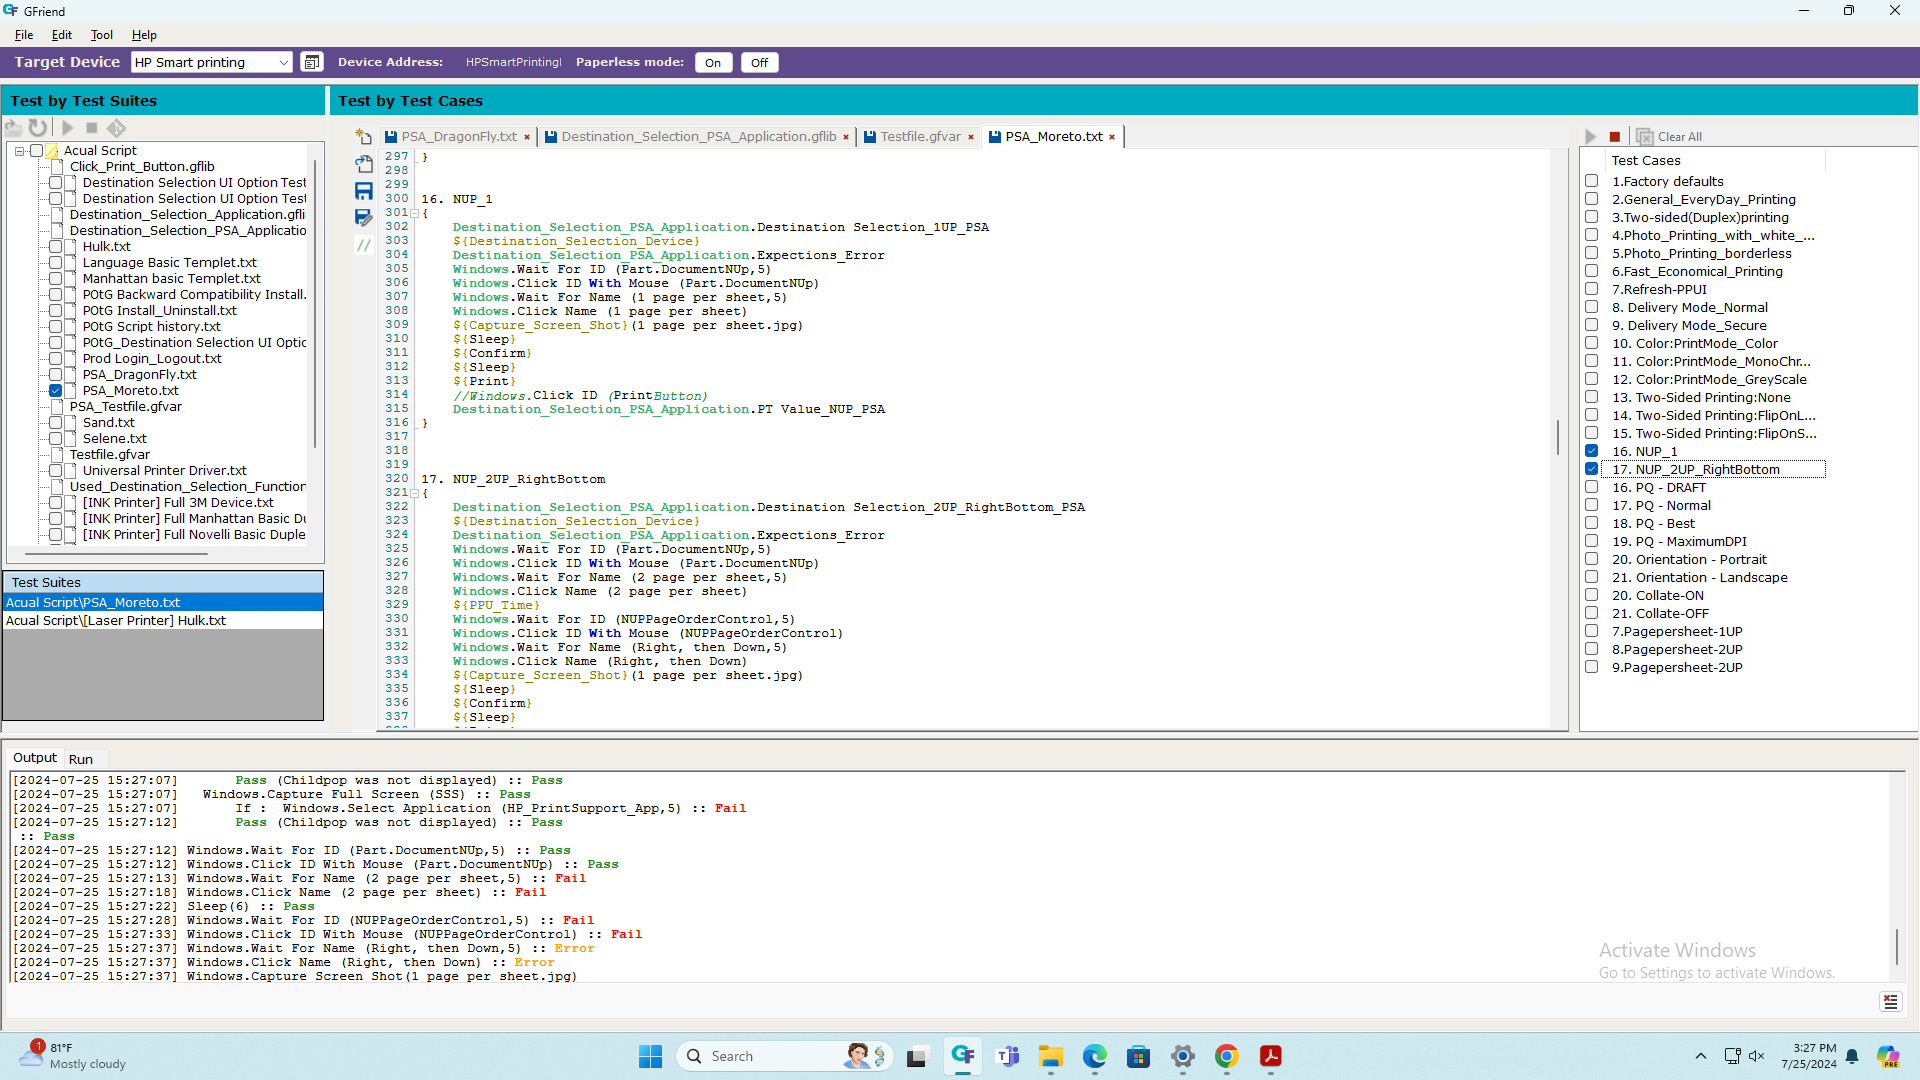 GFriend
File Edit Tool Help
Target Device HP Smart printing Device Address: HPSmartPrintingI Paperless mode: On Off
Test by Test Suites
Test by Test Cases
Acual Script
Click_Print_Button.gflib
Destination Selection UI Option Test
Destination Selection UI Option Test
Destination_Selection_Application.gfli
Destination_Selection_PSA_Applicatio
Hulk.txt
Language Basic Templet.txt
Manhattan basic Templet.txt
POtG Backward Compatibility Install.
POtG Install_Uninstall.txt
POtG Script history.txt
POtG_Destination Selection UI Optic
Prod Login_Logout.txt
PSA_DragonFly.txt
PSA_Moreto.txt
PSA_Testfile.gfvar
Sand.txt
Selene.txt
Testfile.gfvar
Universal Printer Driver.txt
Used_Destination_Selection_Function
[INK Printer] Full 3M Device.txt
[INK Printer] Full Manhattan Basic Du
[INK Printer] Full Novelli Basic Duple
Test Suites
Acual Script\PSA_Moreto.txt
Acual Script\[Laser Printer] Hulk.txt
PSA_DragonFly.txt × Destination_Selection_PSA_Application.gflib × Testfile.gfvar × PSA_Moreto.txt ×
297 }
298
299
300 16. NUP_1
301 {
302 Destination_Selection_PSA_Application.Destination Selection_1UP_PSA
303 ${Destination_Selection_Device}
304 Destination_Selection_PSA_Application.Expections_Error
305 Windows.Wait For ID (Part.DocumentNUp,5)
306 Windows.Click ID With Mouse (Part.DocumentNUp)
307 Windows.Wait For Name (1 page per sheet,5)
308 Windows.Click Name (1 page per sheet)
309 ${Capture_Screen_Shot}(1 page per sheet.jpg)
310 ${Sleep}
311 ${Confirm}
312 ${Sleep}
313 ${Print}
314 //Windows.Click ID (PrintButton)
315 Destination_Selection_PSA_Application.PT Value_NUP_PSA
316 }
317
318
319
320 17. NUP_2UP_RightBottom
321 {
322 Destination_Selection_PSA_Application.Destination Selection_2UP_RightBottom_PSA
323 ${Destination_Selection_Device}
324 Destination_Selection_PSA_Application.Expections_Error
325 Windows.Wait For ID (Part.DocumentNUp,5)
326 Windows.Click ID With Mouse (Part.DocumentNUp)
327 Windows.Wait For Name (2 page per sheet,5)
328 Windows.Click Name (2 page per sheet)
329 ${PPU_Time}
330 Windows.Wait For ID (NUPPageOrderControl,5)
331 Windows.Click ID With Mouse (NUPPageOrderControl)
332 Windows.Wait For Name (Right, then Down,5)
333 Windows.Click Name (Right, then Down)
334 ${Capture_Screen_Shot}(1 page per sheet.jpg)
335 ${Sleep}
336 ${Confirm}
337 ${Sleep}
Clear All
Test Cases
1.Factory defaults
2.General_EveryDay_Printing
3.Two-sided(Duplex)printing
4.Photo_Printing_with_white_...
5.Photo_Printing_borderless
6.Fast_Economical_Printing
7.Refresh-PPUI
8. Delivery Mode_Normal
9. Delivery Mode_Secure
10. Color:PrintMode_Color
11. Color:PrintMode_MonoChr...
12. Color:PrintMode_GreyScale
13. Two-Sided Printing:None
14. Two-Sided Printing:FlipOnL...
15. Two-Sided Printing:FlipOnS...
16. NUP_1
17. NUP_2UP_RightBottom
16. PQ - DRAFT
17. PQ - Normal
18. PQ - Best
19. PQ - MaximumDPI
20. Orientation - Portrait
21. Orientation - Landscape
20. Collate-ON
21. Collate-OFF
7.Pagepersheet-1UP
8.Pagepersheet-2UP
9.Pagepersheet-2UP
Output Run
[2024-07-25 15:27:07] Pass (Childpop was not displayed) :: Pass
[2024-07-25 15:27:07] Windows.Capture Full Screen (SSS) :: Pass
[2024-07-25 15:27:07] If : Windows.Select Application (HP_PrintSupport_App,5) :: Fail
[2024-07-25 15:27:12] Pass (Childpop was not displayed) :: Pass
:: Pass
[2024-07-25 15:27:12] Windows.Wait For ID (Part.DocumentNUp,5) :: Pass
[2024-07-25 15:27:12] Windows.Click ID With Mouse (Part.DocumentNUp) :: Pass
[2024-07-25 15:27:13] Windows.Wait For Name (2 page per sheet,5) :: Fail
[2024-07-25 15:27:18] Windows.Click Name (2 page per sheet) :: Fail
[2024-07-25 15:27:22] Sleep(6) :: Pass
[2024-07-25 15:27:28] Windows.Wait For ID (NUPPageOrderControl,5) :: Fail
[2024-07-25 15:27:33] Windows.Click ID With Mouse (NUPPageOrderControl) :: Fail
[2024-07-25 15:27:37] Windows.Wait For Name (Right, then Down,5) :: Error
[2024-07-25 15:27:37] Windows.Click Name (Right, then Down) :: Error
[2024-07-25 15:27:37] Windows.Capture Screen Shot(1 page per sheet.jpg)
Activate Windows
Go to Settings to activate Windows.
1
81°F
Mostly cloudy
Search
3:27 PM
7/25/2024
PRE